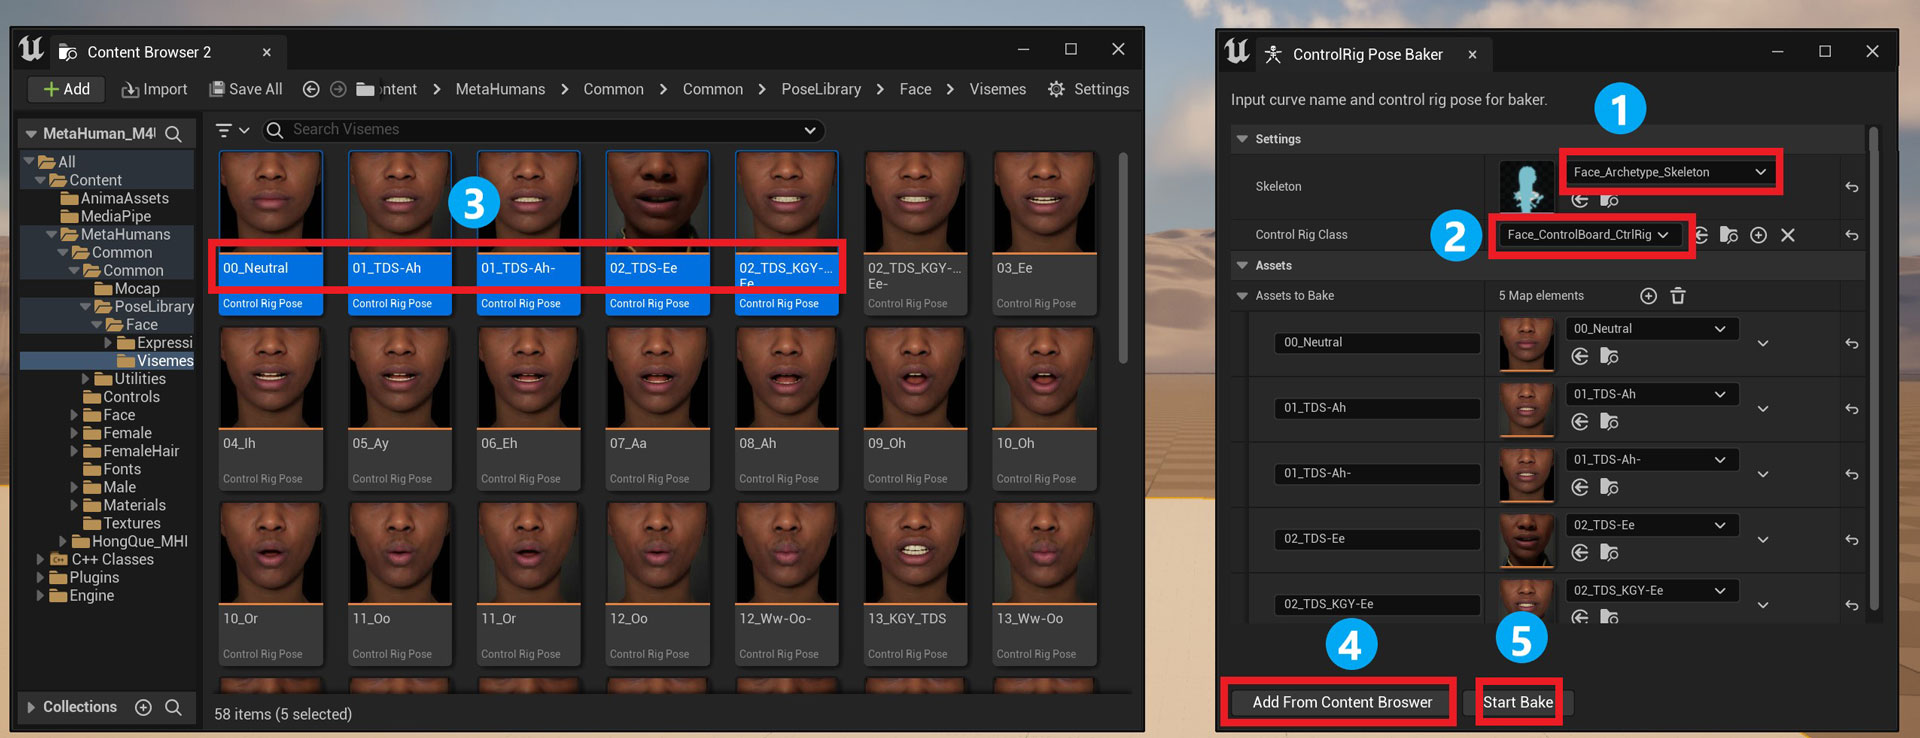 Content Browser 2
Add
Import
Save All
ntent > MetaHumans > Common > Common > PoseLibrary > Face > Visemes
Settings
MetaHuman_M4
Search Visemes
All
Content
AnimaAssets
MediaPipe
MetaHumans
Common
Common
Mocap
PoseLibrary
Face
Expressi
Visemes
Utilities
Controls
Face
Female
FemaleHair
Fonts
Male
Materials
Textures
HongQue_MHI
C++ Classes
Plugins
Engine
Collections
3
00_Neutral
Control Rig Pose
01_TDS-Ah
Control Rig Pose
01_TDS-Ah-
Control Rig Pose
02_TDS-Ee
Control Rig Pose
02_TDS_KGY-...
Ee
Control Rig Pose
02_TDS_KGY-...
Ee-
Control Rig Pose
03_Ee
Control Rig Pose
04_Ih
Control Rig Pose
05_Ay
Control Rig Pose
06_Eh
Control Rig Pose
07_Aa
Control Rig Pose
08_Ah
Control Rig Pose
09_Oh
Control Rig Pose
10_Oh
Control Rig Pose
10_Or
Control Rig Pose
11_Oo
Control Rig Pose
11_Or
Control Rig Pose
12_Oo
Control Rig Pose
12_Ww-Oo-
Control Rig Pose
13_KGY_TDS
Control Rig Pose
13_Ww-Oo
Control Rig Pose
58 items (5 selected)
ControlRig Pose Baker
Input curve name and control rig pose for baker.
1
Settings
Skeleton
Face_Archetype_Skeleton
2
Control Rig Class
Face_ControlBoard_CtrlRig
Assets
Assets to Bake
5 Map elements
00_Neutral
00_Neutral
01_TDS-Ah
01_TDS-Ah
01_TDS-Ah-
01_TDS-Ah-
02_TDS-Ee
02_TDS-Ee
02_TDS_KGY-Ee
02_TDS_KGY-Ee
4
5
Add From Content Broswer
Start Bake